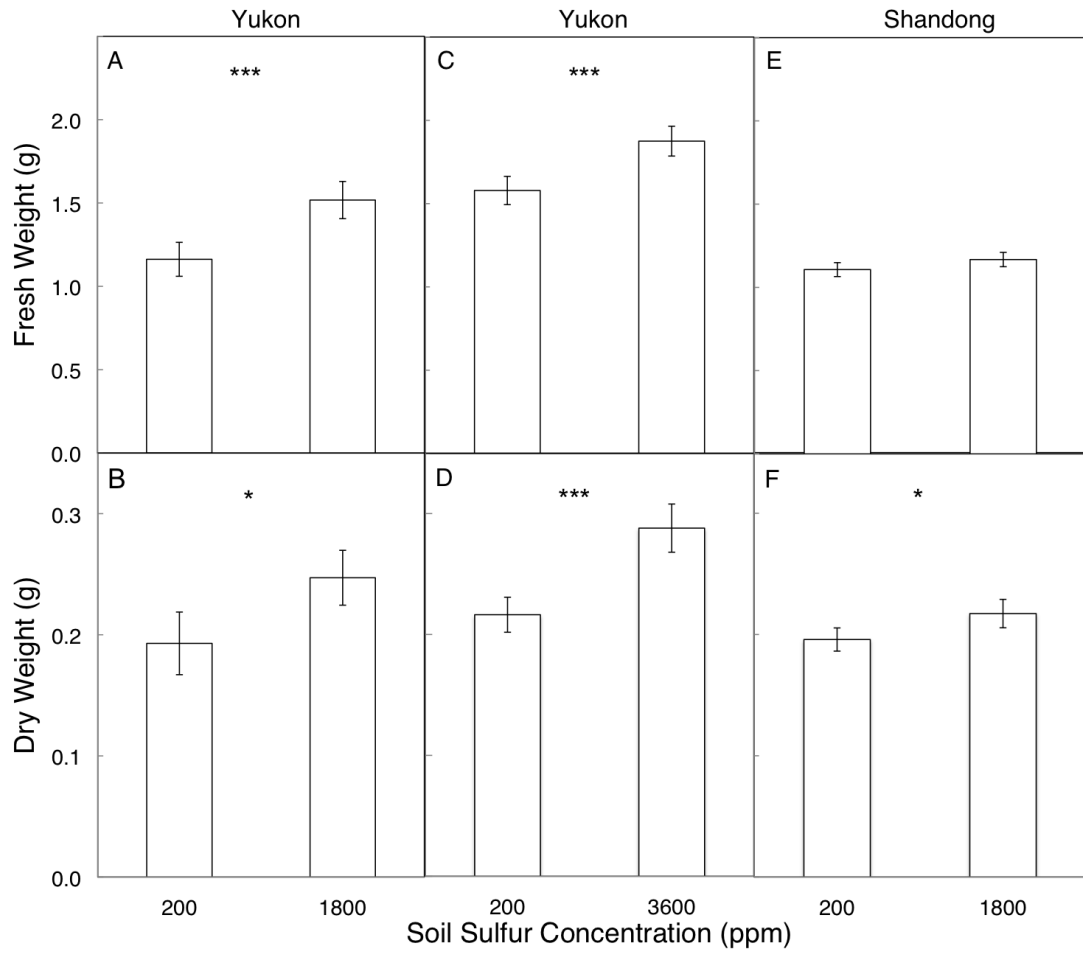 Yukon Yukon Shandong
A *** C *** E
Fresh Weight (g)
2.0
1.5
1.0
0.5
0.0
B * D *** F *
Dry Weight (g)
0.3
0.2
0.1
0.0
200 1800 200 3600 200 1800
Soil Sulfur Concentration (ppm)